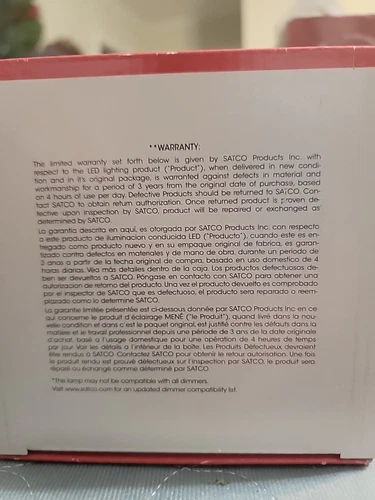 **WARRANTY:
The limited warranty set forth below is given by SATCO Products Inc. with
respect to the LED lighting product ("Product"), when delivered in new condi-
tion and in it's original package, is warranted against defects in material and
workmanship for a period of 3 years from the original date of purchase, based
on 4 hours of use per day. Defective Products should be returned to SATCO. Con-
tact SATCO to obtain return authorization. Once returned product is proven de-
fective upon inspection by SATCO, product will be repaired or exchanged as
determined by SATCO.
La garantia descrita en aqui, es otorgada por SATCO Products Inc. con respecto
a este producto de iluminacion conducida LED ("Producto"), cuando este es en-
tregado como producto nuevo y en su empaque original de fabrica, es garan-
tizado contra defectos en materiales y de mano de obra, durante un periodo de
3 anos a partir de la fecha original de compra, basado en uso domestico de 4
horas diarias. Vea más detalles dentro de la caja. Los productos defectuosos de-
ben ser devueltos a SATCO. Póngase en contacto con SATCO para obtener una
autorizacion de retorno del producto. Una vez el producto devuelto es comprobado
por el inspector de SATCO que es defectuoso, el producto será reparado o reem-
plazado como lo determine SATCO.
La garantie limitée présentée est ci-dessous donnée par SATCO Products Inc en ce
qui concerne le produit d'éclairage MENÉ ("le Produit"), quand livré dans la nou-
velle condition et dans c'est le paquet original, est justifié contre les défauts dans la
matière et le travail professionnel depuis une période de 3 ans de la date originale
d'achat, basé a l'usage domestique pour une opération de 4 heures de temps
par jour Voir les détails à l'intérieur de la boîte. Les Produits Défectueux devraient
être rendus à SATCO. Contactez SATCO pour obtenir le retour autorisation. Une fois
le produit rendu est prouvé défectueux sur l'inspection par SATCO, le produit sera
réparé ou échangé comme déterminé par SATCO.
*This lamp may not be compatible with all dimmers.
Visit www.satco.com for an updated dimmer compatibility list.